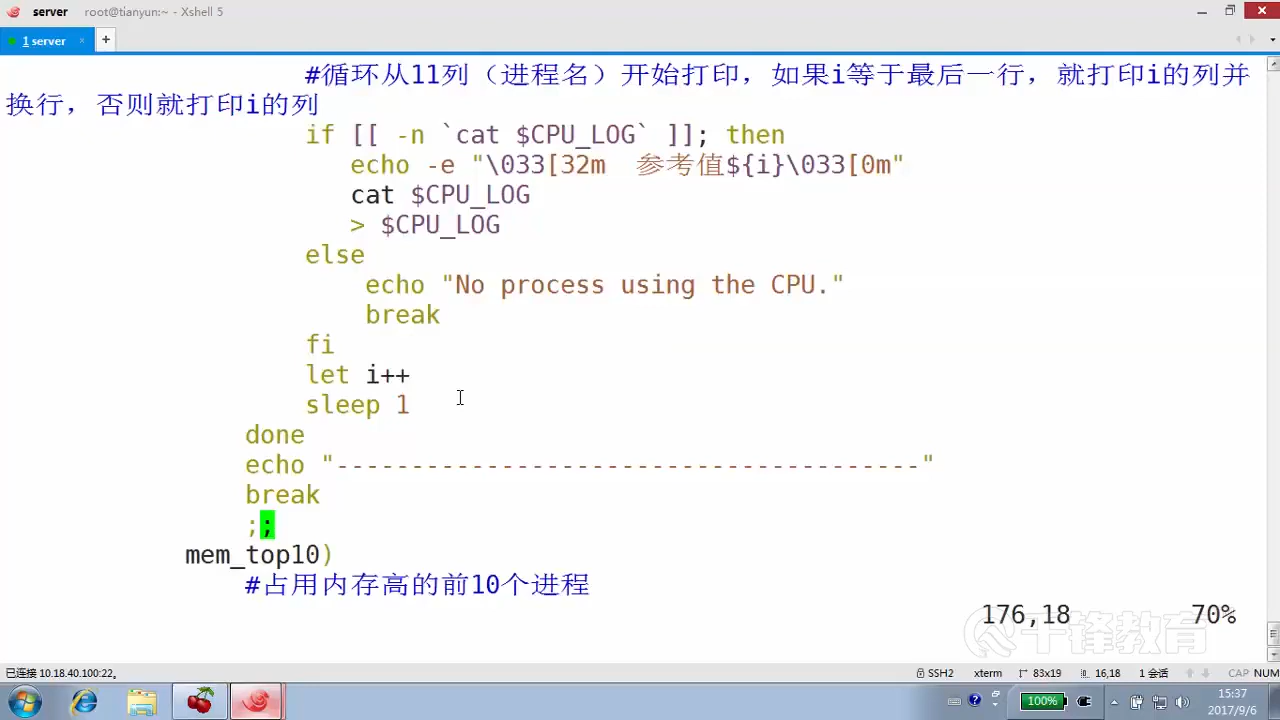 server root@tianyun:~ - Xshell 5
1 server × +
#循环从11列（进程名）开始打印，如果i等于最后一行，就打印i的列并
换行，否则就打印i的列
if [[ -n `cat $CPU_LOG` ]]; then
echo -e "\033[32m  参考值${i}\033[0m"
cat $CPU_LOG
> $CPU_LOG
else
echo "No process using the CPU."
break
fi
let i++
sleep 1
done
echo "---------------------------------------"
break
;;
mem_top10)
#占用内存高的前10个进程
176,18 70%
千锋教育
已连接 10.18.40.100:22。 SSH2 xterm 83x19 16,18 1 会话 CAP NUM
100% 15:37
2017/9/6